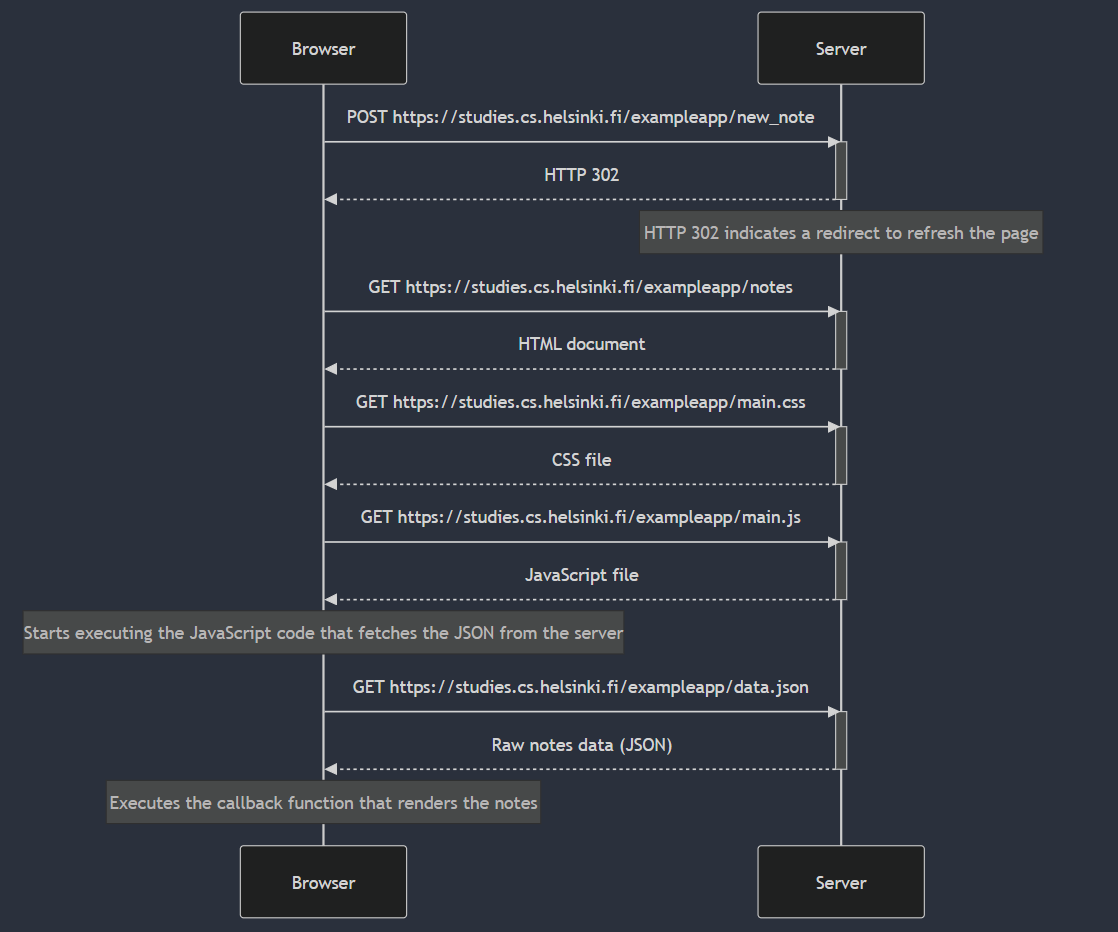 Browser
Server
POST https://studies.cs.helsinki.fi/exampleapp/new_note
HTTP 302
HTTP 302 indicates a redirect to refresh the page
GET https://studies.cs.helsinki.fi/exampleapp/notes
HTML document
GET https://studies.cs.helsinki.fi/exampleapp/main.css
CSS file
GET https://studies.cs.helsinki.fi/exampleapp/main.js
JavaScript file
Starts executing the JavaScript code that fetches the JSON from the server
GET https://studies.cs.helsinki.fi/exampleapp/data.json
Raw notes data (JSON)
Executes the callback function that renders the notes
Browser
Server